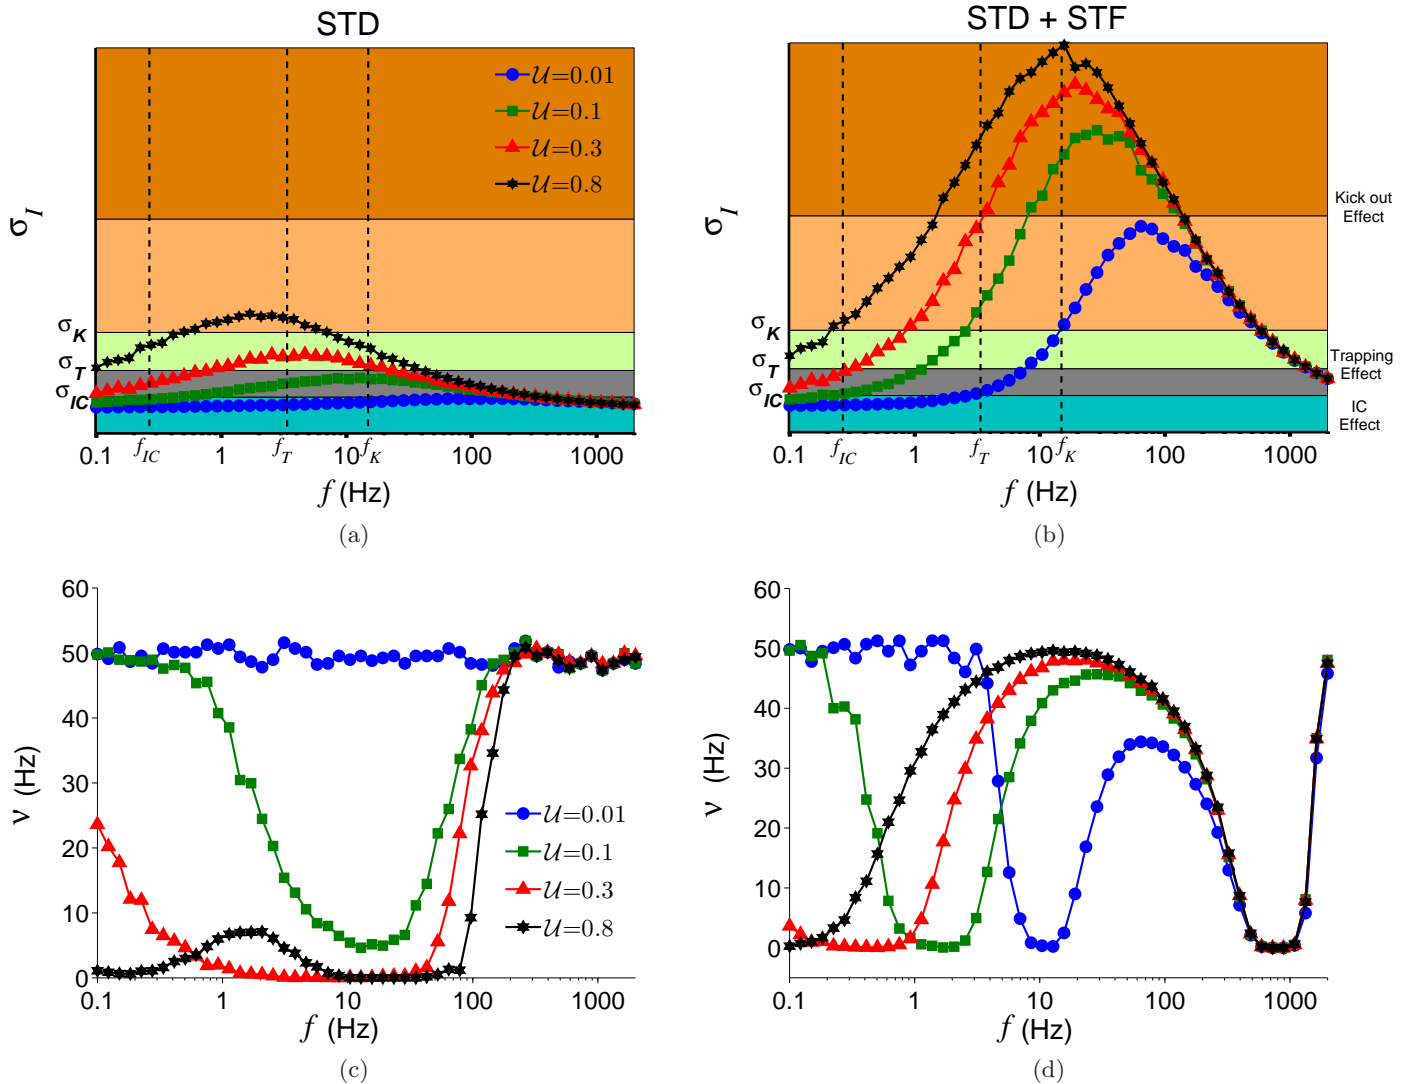 STD
σ_I
𝒰=0.01
𝒰=0.1
𝒰=0.3
𝒰=0.8
σ_K
σ_T
σ_IC
0.1 f_IC 1 f_T 10 f_K 100 1000
f (Hz)
(a)
STD + STF
σ_I
Kick out
Effect
Trapping
Effect
IC
Effect
σ_K
σ_T
σ_IC
0.1 f_IC 1 f_T 10 f_K 100 1000
f (Hz)
(b)
60
50
40
30
20
10
0
ν (Hz)
𝒰=0.01
𝒰=0.1
𝒰=0.3
𝒰=0.8
0.1 1 10 100 1000
f (Hz)
(c)
60
50
40
30
20
10
0
ν (Hz)
0.1 1 10 100 1000
f (Hz)
(d)